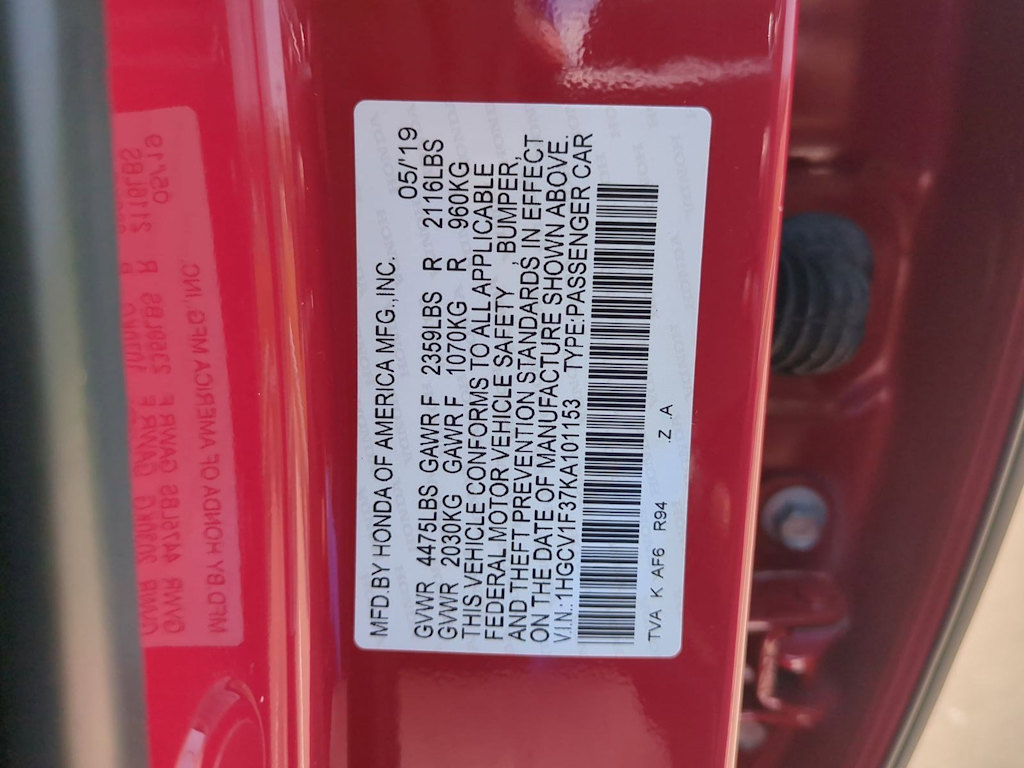 MFD.BY HONDA OF AMERICA MFG.,INC. 05/'19
GVWR 4475LBS GAWR F 2359LBS R 2116LBS
GVWR 2030KG GAWR F 1070KG R 960KG
THIS VEHICLE CONFORMS TO ALL APPLICABLE
FEDERAL MOTOR VEHICLE SAFETY , BUMPER,
AND THEFT PREVENTION STANDARDS, IN EFFECT
ON THE DATE OF MANUFACTURE SHOWN ABOVE.
V.I.N.:1HGCV1F37KA101153 TYPE:PASSENGER CAR
TVA K AF6 R94 .Z .A